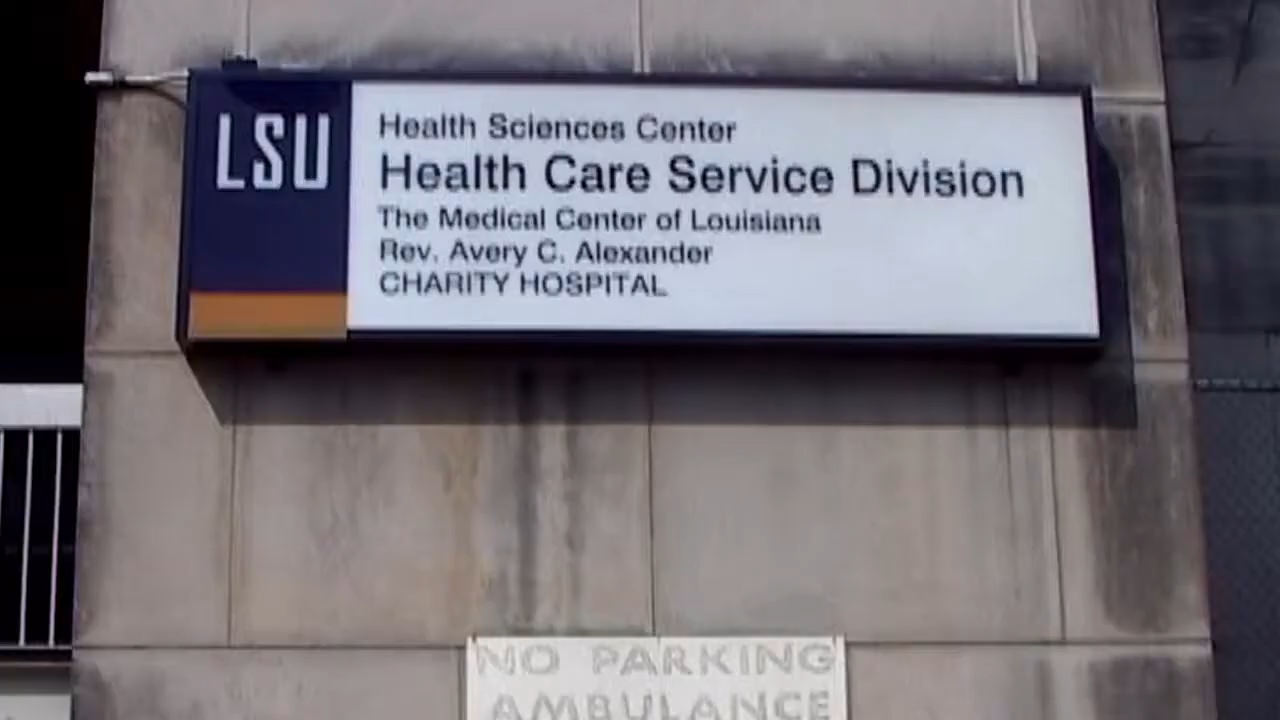 LSU
Health Sciences Center
Health Care Service Division
The Medical Center of Louisiana
Rev. Avery C. Alexander
CHARITY HOSPITAL
NO PARKING
AMBULANCE